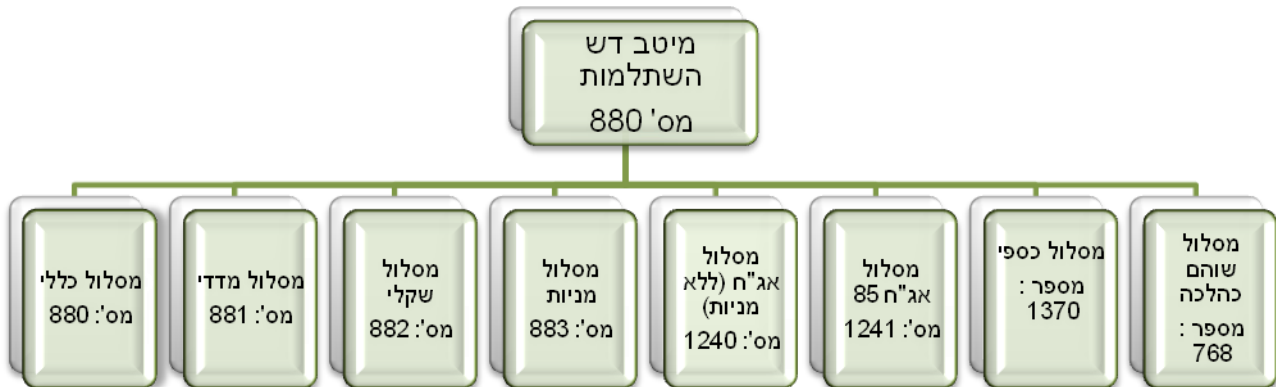 מיטב דש
השתלמות
מס' 880
מסלול כללי
מס': 880
מסלול מדדי
מס': 881
מסלול
שקלי
מס': 882
מסלול
מניות
מס': 883
מסלול
אג"ח (ללא
מניות)
מס': 1240
מסלול
אג"ח 85
מס': 1241
מסלול כספי
מספר :
1370
מסלול
שוהם
כהלכה
מספר :
768